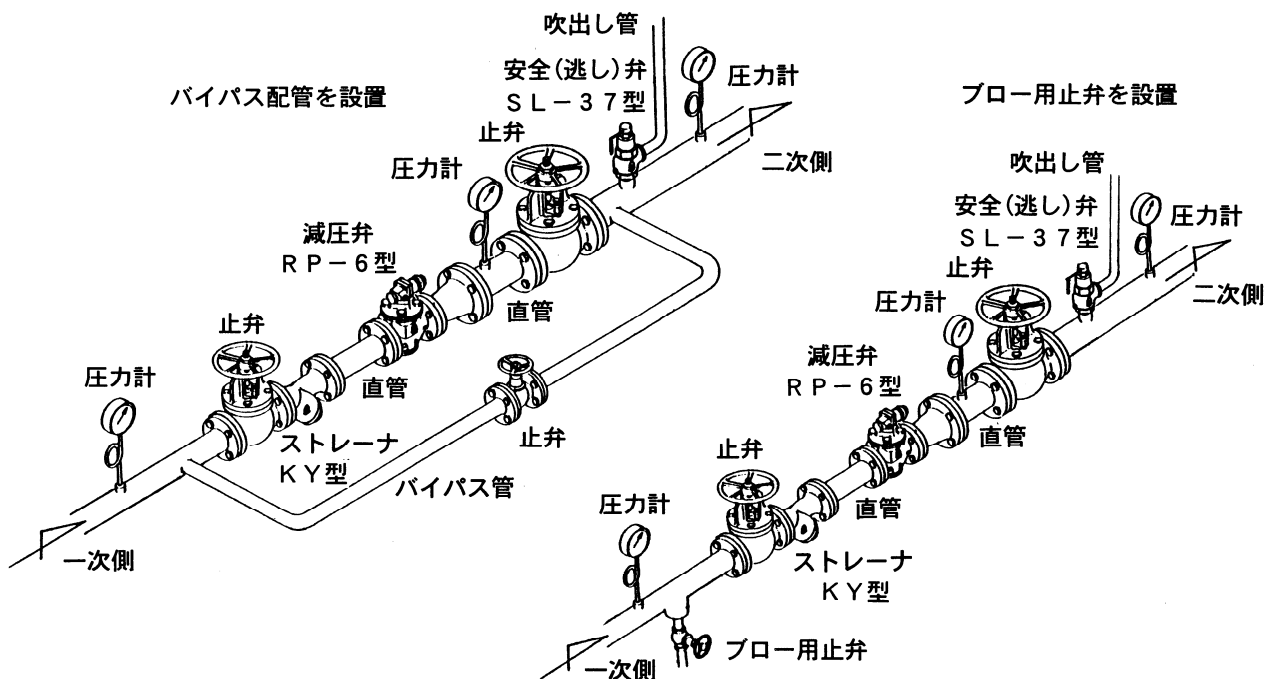 バイパス配管を設置
吹出し管
安全(逃し)弁
SL-37型
圧力計
止弁
圧力計
二次側
減圧弁
RP-6型
直管
止弁
直管
圧力計
ストレーナ
KY型
止弁
バイパス管
一次側
ブロー用止弁を設置
吹出し管
安全(逃し)弁
SL-37型
圧力計
止弁
圧力計
二次側
減圧弁
RP-6型
直管
止弁
直管
圧力計
ストレーナ
KY型
ブロー用止弁
一次側